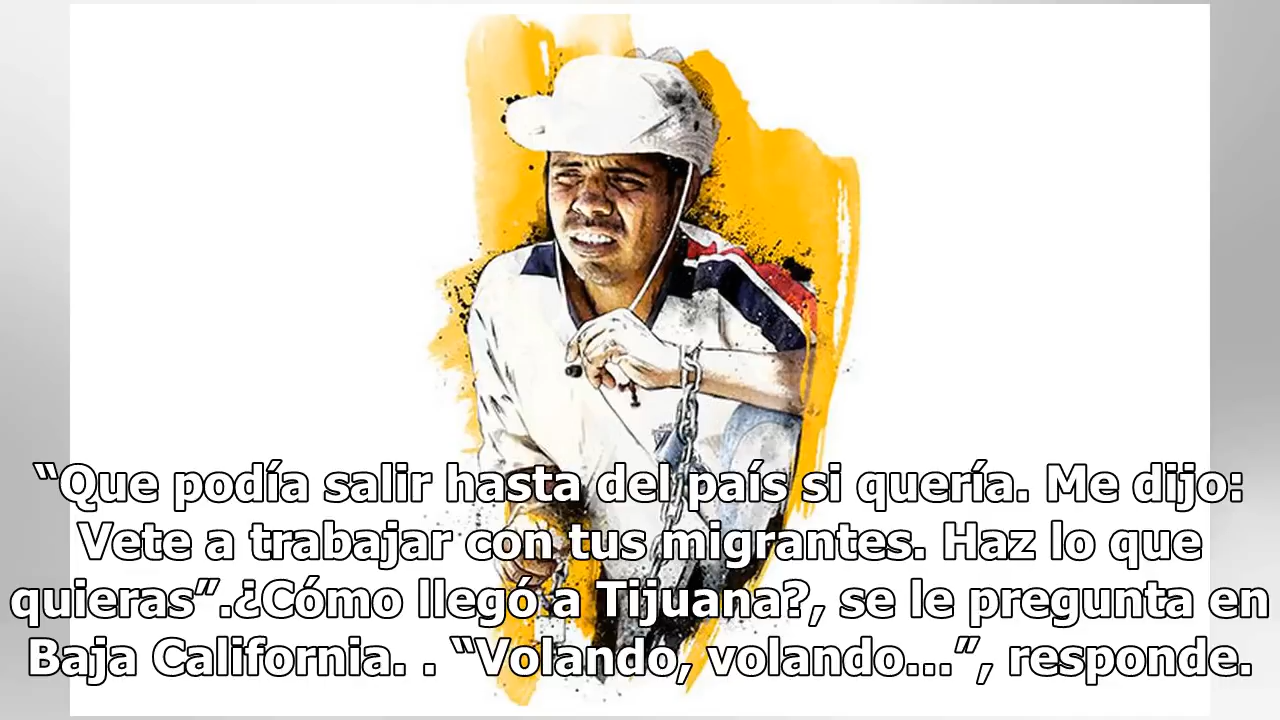 “Que podía salir hasta del país si quería. Me dijo:
Vete a trabajar con tus migrantes. Haz lo que
quieras”.¿Cómo llegó a Tijuana?, se le pregunta en
Baja California. . “Volando, volando...”, responde.